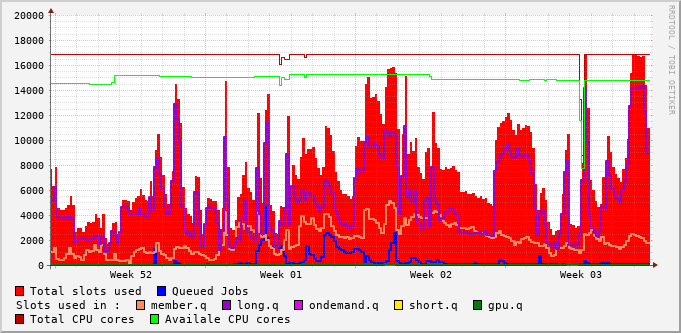 20000
18000
16000
14000
12000
10000
8000
6000
4000
2000
0
Week 52 Week 01 Week 02 Week 03
RRDTOOL / TOBI OETIKER
Total slots used Queued Jobs
Slots used in : member.q long.q ondemand.q short.q gpu.q
Total CPU cores Availale CPU cores